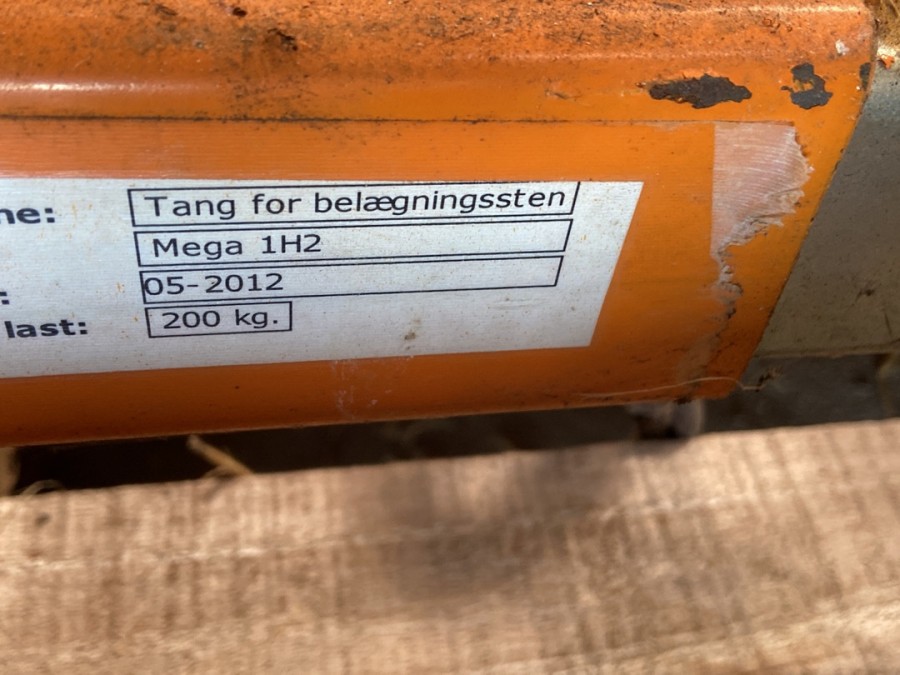 ne: Tang for belægningssten
Mega 1H2
: 05-2012
last: 200 kg.